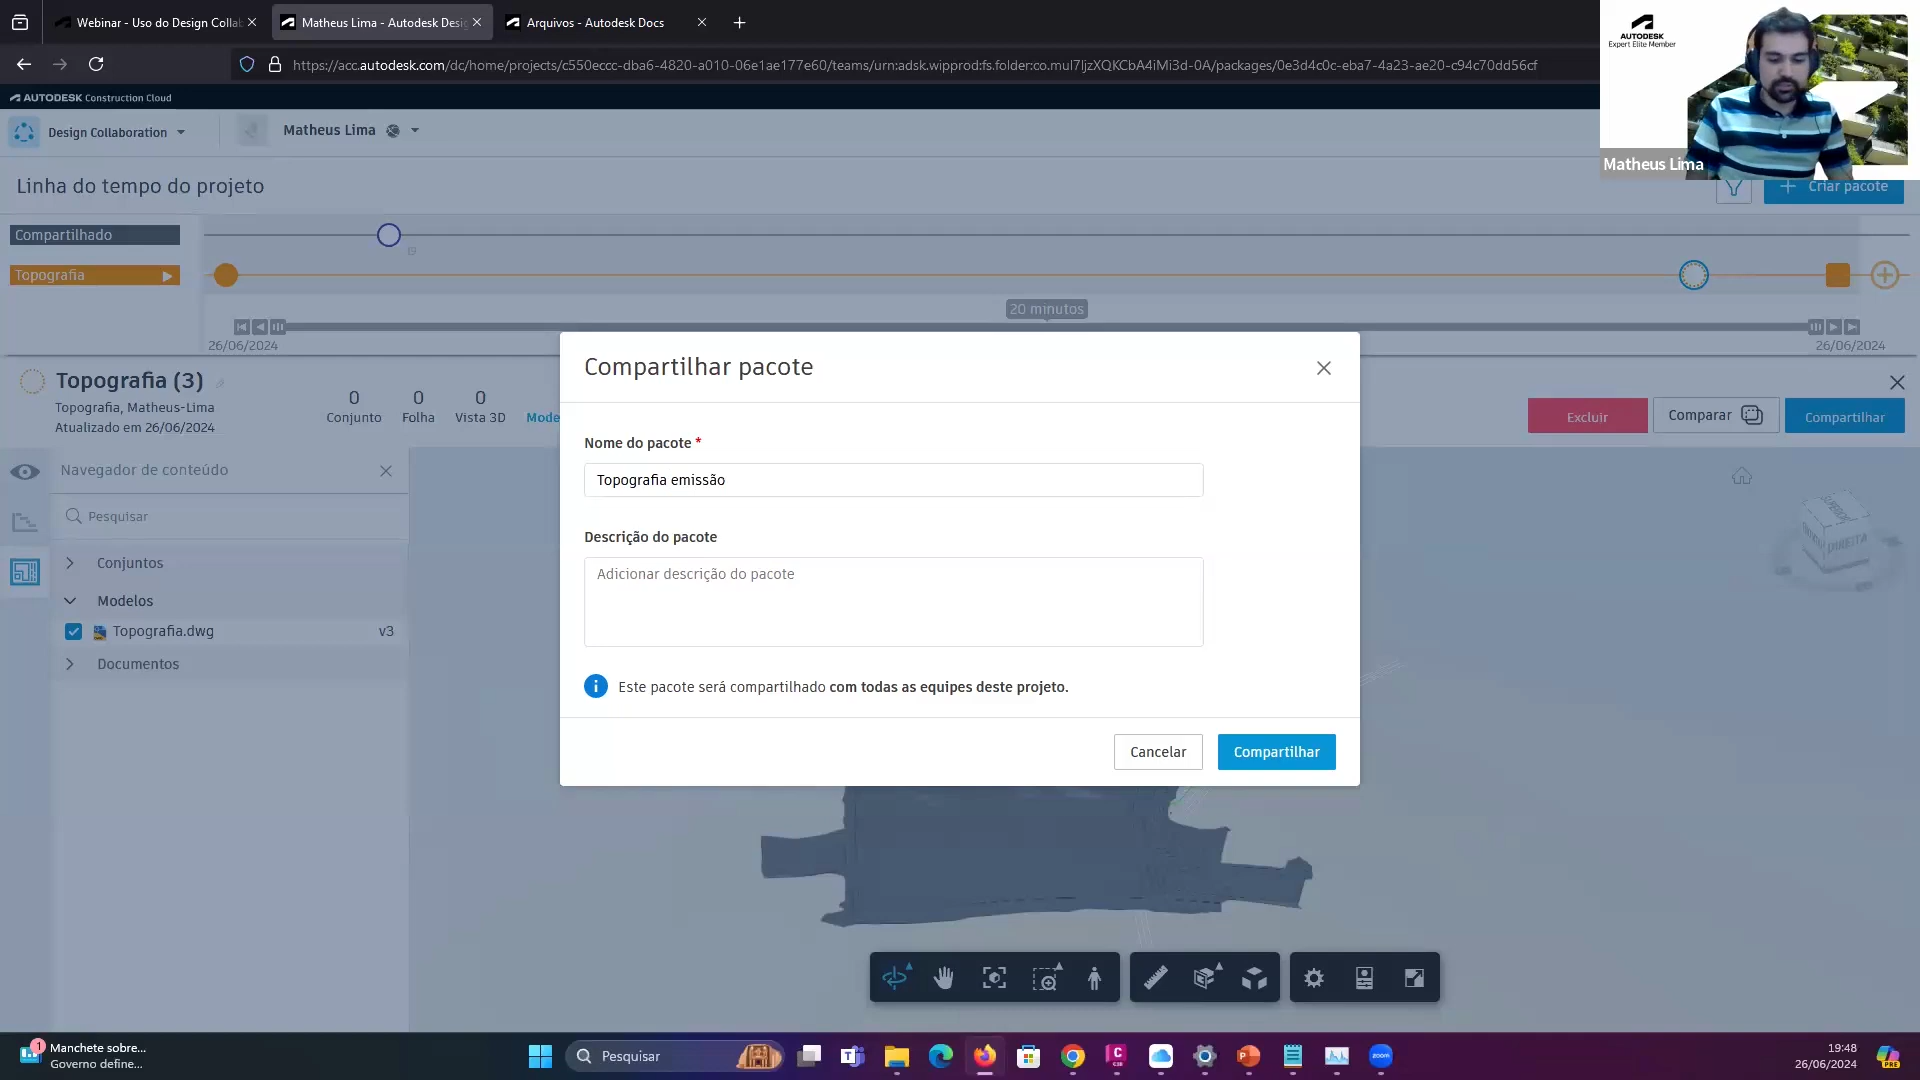 Webinar - Uso do Design Collab
Matheus Lima - Autodesk Desig
Arquivos - Autodesk Docs
https://acc.autodesk.com/dc/home/projects/c550eccc-dba6-4820-a010-06e1ae177e60/teams/urn:adsk.wipprod:fs.folder:co.mul7ljzXQKCbA4iMi3d-0A/packages/0e3d4c0c-eba7-4a23-ae20-c94c70dd56cf
AUTODESK
Expert Elite Member
Matheus Lima
AUTODESK Construction Cloud
Design Collaboration
Matheus Lima
Linha do tempo do projeto
Criar pacote
Compartilhado
Topografia
20 minutos
26/06/2024
26/06/2024
Topografia (3)
Topografia, Matheus-Lima
Atualizado em 26/06/2024
0
Conjunto
0
Folha
0
Vista 3D
Mode
Excluir
Comparar
Compartilhar
Navegador de conteúdo
Pesquisar
Conjuntos
Modelos
Topografia.dwg v3
Documentos
Compartilhar pacote
Nome do pacote *
Topografia emissão
Descrição do pacote
Adicionar descrição do pacote
Este pacote será compartilhado com todas as equipes deste projeto.
Cancelar
Compartilhar
DIREITA
1
Manchete sobre...
Governo define...
Pesquisar
zoom
19:48
26/06/2024
PRE